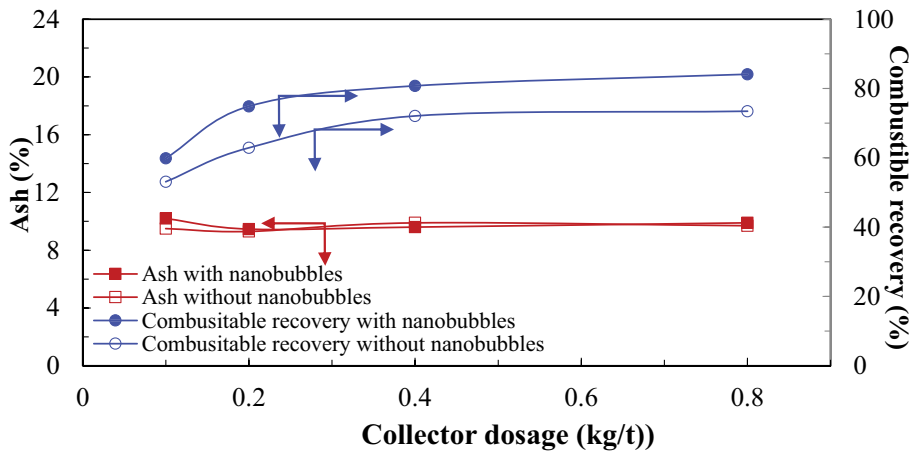 24
20
16
12
8
4
0
Ash (%)
100
80
60
40
20
0
Combustible recovery (%)
Ash with nanobubbles
Ash without nanobubbles
Combusitable recovery with nanobubbles
Combusitable recovery without nanobubbles
0
0.2
0.4
0.6
0.8
Collector dosage (kg/t))